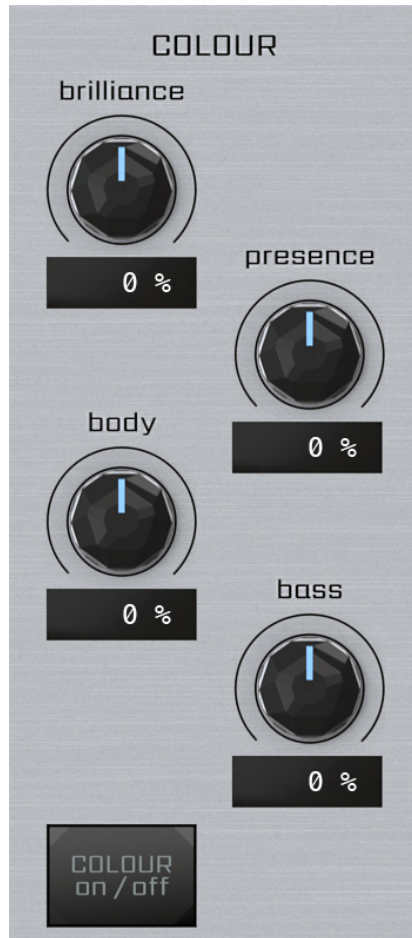 COLOUR
brilliance
0 %
presence
0 %
body
0 %
bass
0 %
COLOUR
on / off